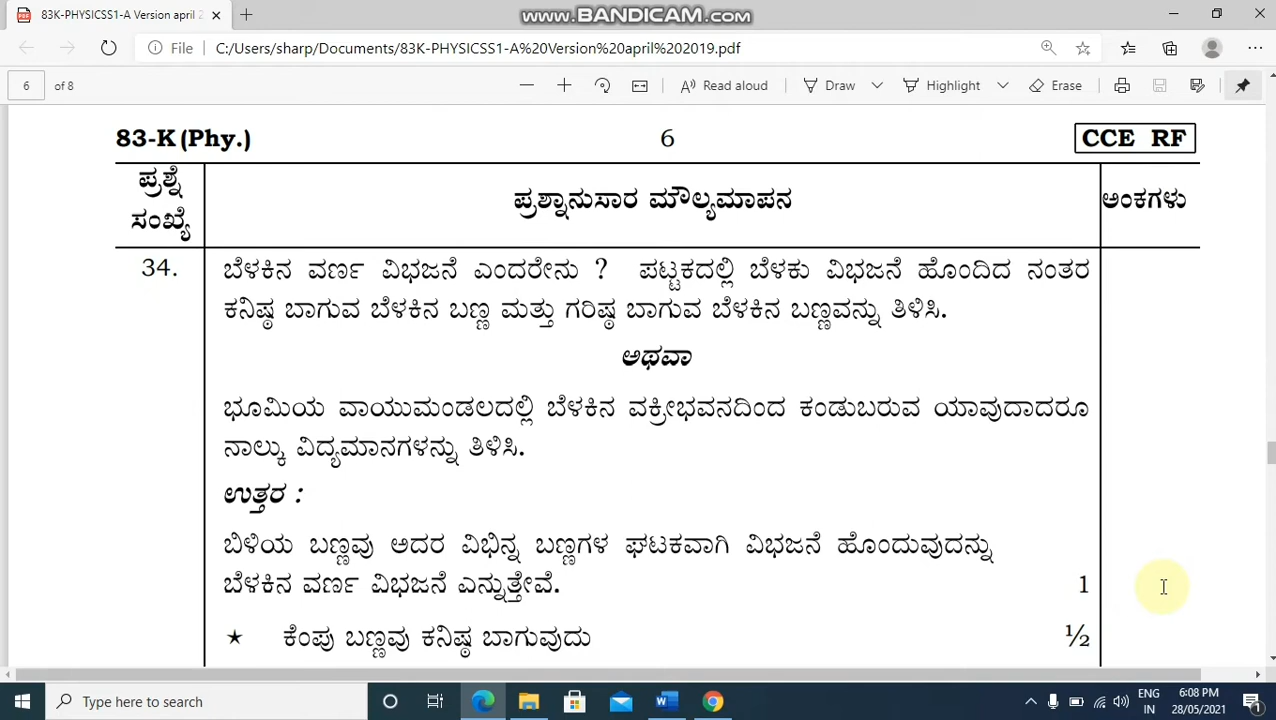 www.BANDICAM.com
83K-PHYSICSS1-A Version april 2
File C:/Users/sharp/Documents/83K-PHYSICSS1-A%20Version%20april%202019.pdf
6 of 8 Read aloud Draw Highlight Erase
83-K (Phy.) 6 CCE RF
ಪ್ರಶ್ನೆ
ಸಂಖ್ಯೆ
ಪ್ರಶ್ನಾನುಸಾರ ಮೌಲ್ಯಮಾಪನ
ಅಂಕಗಳು
34. ಬೆಳಕಿನ ವರ್ಣ ವಿಭಜನೆ ಎಂದರೇನು ? ಪಟ್ಟಕದಲ್ಲಿ ಬೆಳಕು ವಿಭಜನೆ ಹೊಂದಿದ ನಂತರ
ಕನಿಷ್ಠ ಬಾಗುವ ಬೆಳಕಿನ ಬಣ್ಣ ಮತ್ತು ಗರಿಷ್ಠ ಬಾಗುವ ಬೆಳಕಿನ ಬಣ್ಣವನ್ನು ತಿಳಿಸಿ.
ಅಥವಾ
ಭೂಮಿಯ ವಾಯುಮಂಡಲದಲ್ಲಿ ಬೆಳಕಿನ ವಕ್ರೀಭವನದಿಂದ ಕಂಡುಬರುವ ಯಾವುದಾದರೂ
ನಾಲ್ಕು ವಿದ್ಯಮಾನಗಳನ್ನು ತಿಳಿಸಿ.
ಉತ್ತರ :
ಬಿಳಿಯ ಬಣ್ಣವು ಅದರ ವಿಭಿನ್ನ ಬಣ್ಣಗಳ ಘಟಕವಾಗಿ ವಿಭಜನೆ ಹೊಂದುವುದನ್ನು
ಬೆಳಕಿನ ವರ್ಣ ವಿಭಜನೆ ಎನ್ನುತ್ತೇವೆ. 1
★ ಕೆಂಪು ಬಣ್ಣವು ಕನಿಷ್ಠ ಬಾಗುವುದು ½
Type here to search
ENG 6:08 PM
IN 28/05/2021
1